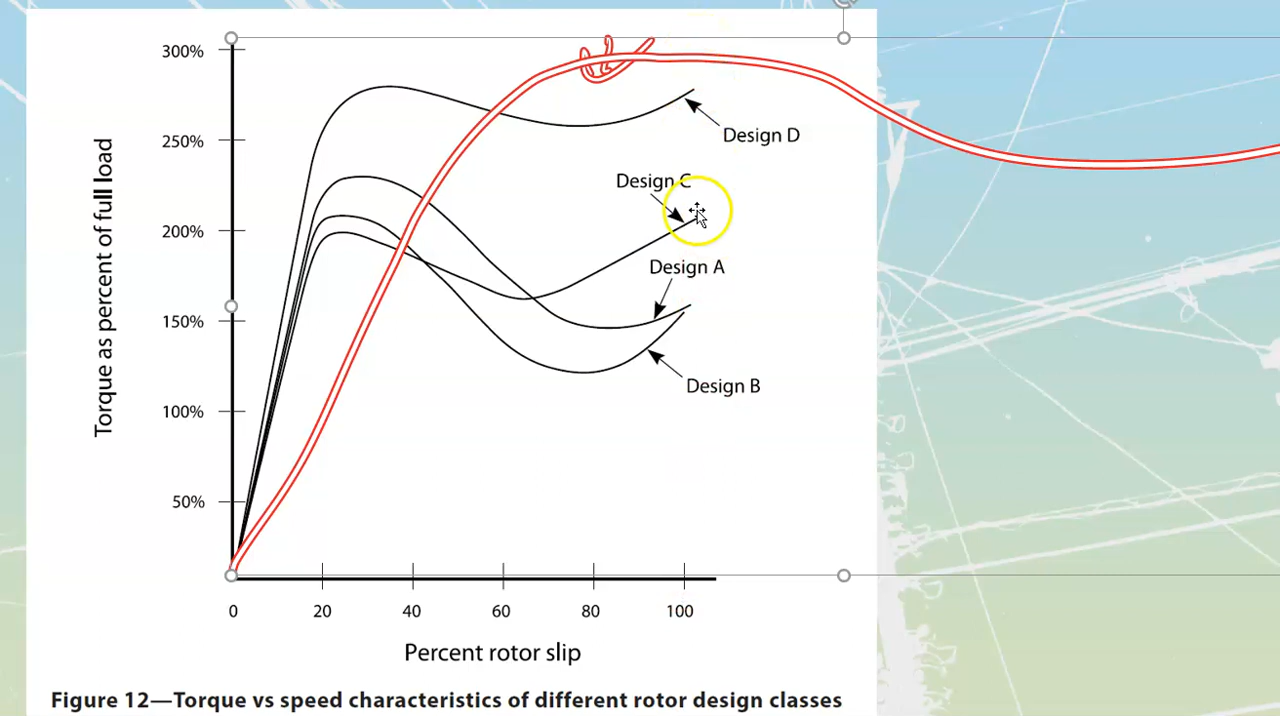 300%
250%
200%
150%
100%
50%
Torque as percent of full load
Design D
Design C
Design A
Design B
0 20 40 60 80 100
Percent rotor slip
Figure 12—Torque vs speed characteristics of different rotor design classes